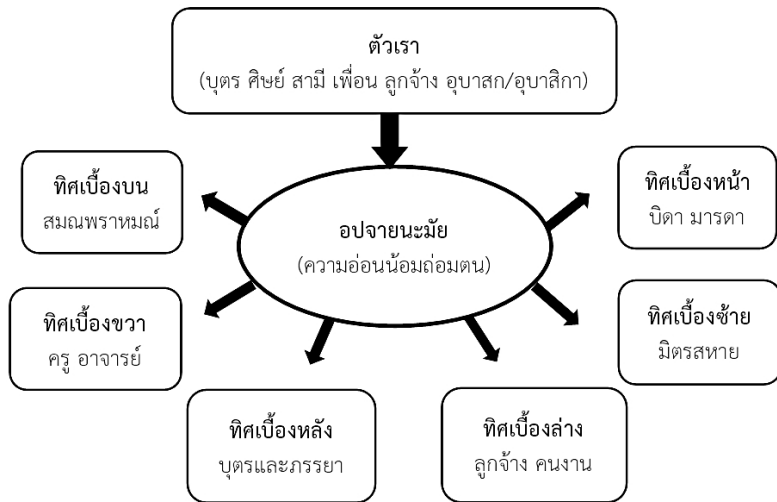 ตัวเรา
(บุตร ศิษย์ สามี เพื่อน ลูกจ้าง อุบาสก/อุบาสิกา)
ทิศเบื้องบน
สมณพราหมณ์
ทิศเบื้องหน้า
บิดา มารดา
อปจายนะมัย
(ความอ่อนน้อมถ่อมตน)
ทิศเบื้องขวา
ครู อาจารย์
ทิศเบื้องซ้าย
มิตรสหาย
ทิศเบื้องหลัง
บุตรและภรรยา
ทิศเบื้องล่าง
ลูกจ้าง คนงาน